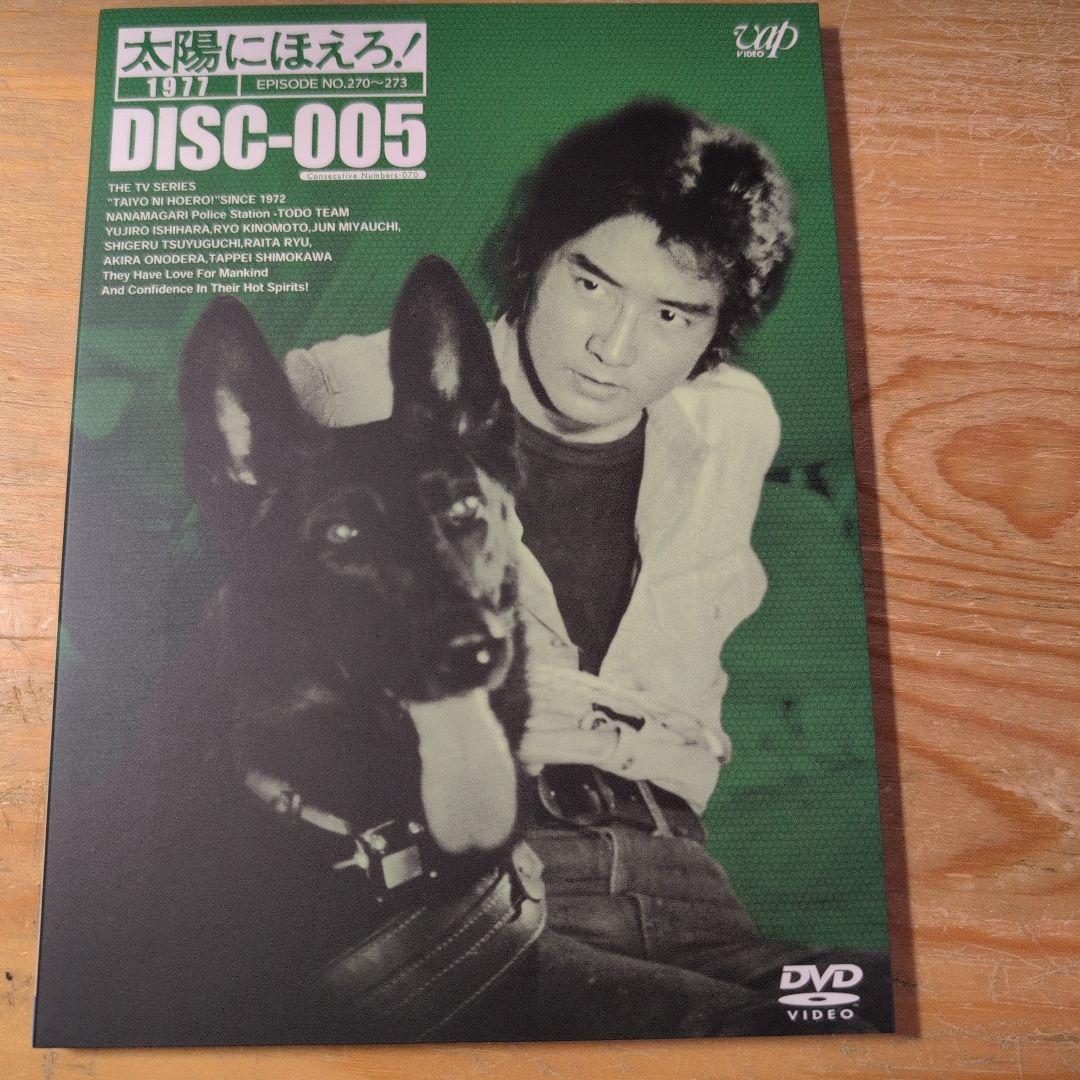 太陽にほえろ!
1977 EPISODE NO.270〜273
DISC-005
Consecutive Numbers-070
THE TV SERIES
"TAIYO NI HOERO!"SINCE 1972
NANAMAGARI Police Station -TODO TEAM
YUJIRO ISHIHARA,RYO KINOMOTO,JUN MIYAUCHI,
SHIGERU TSUYUGUCHI,RAITA RYU,
AKIRA ONODERA,TAPPEI SHIMOKAWA
They Have Love For Mankind
And Confidence In Their Hot Spirits!
vap
VIDEO
DVD
VIDEO